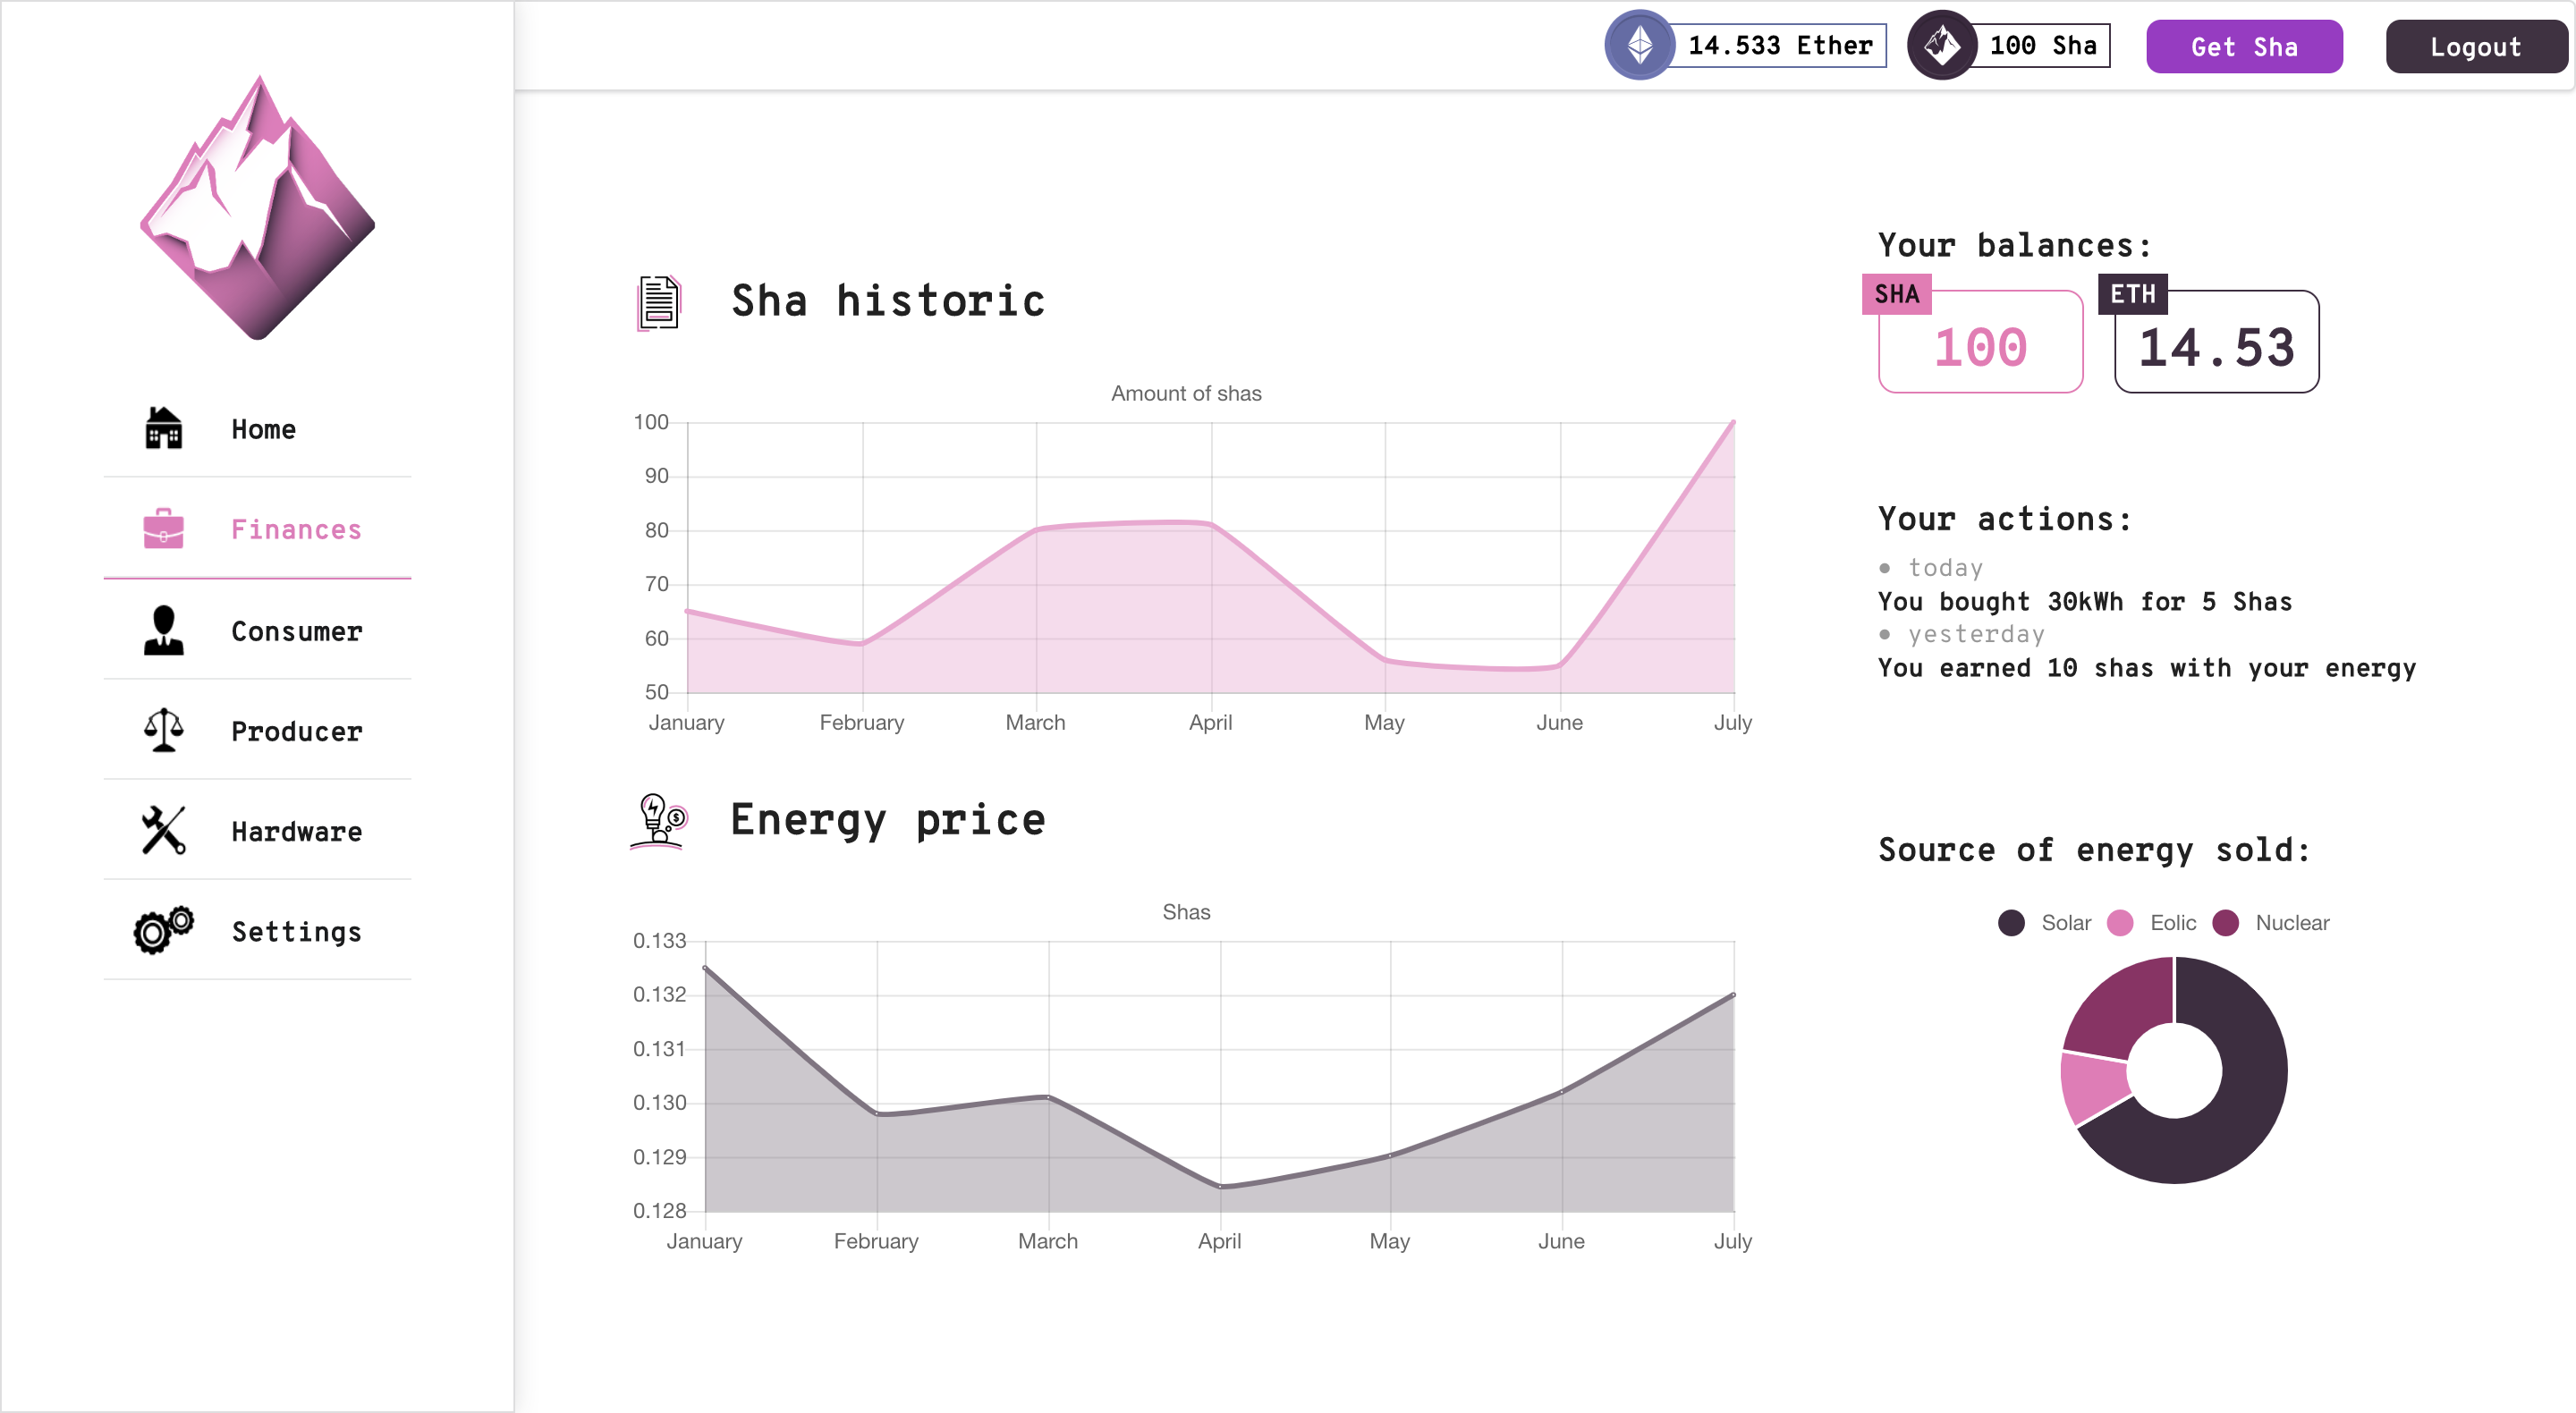 14.533 Ether
100 Sha
Get Sha
Logout
Home
Finances
Consumer
Producer
Hardware
Settings
Sha historic
Amount of shas
100
90
80
70
60
50
January February March April May June July
Energy price
Shas
0.133
0.132
0.131
0.130
0.129
0.128
January February March April May June July
Your balances:
SHA
100
ETH
14.53
Your actions:
• today
You bought 30kWh for 5 Shas
• yesterday
You earned 10 shas with your energy
Source of energy sold:
Solar Eolic Nuclear